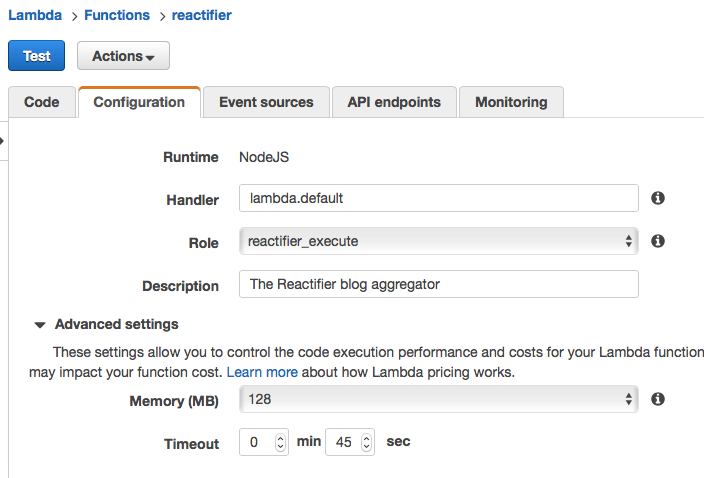 Lambda > Functions > reactifier
Test Actions
Code Configuration Event sources API endpoints Monitoring
Runtime NodeJS
Handler lambda.default
Role reactifier_execute
Description The Reactifier blog aggregator
Advanced settings
These settings allow you to control the code execution performance and costs for your Lambda function
may impact your function cost. Learn more about how Lambda pricing works.
Memory (MB) 128
Timeout 0 min 45 sec